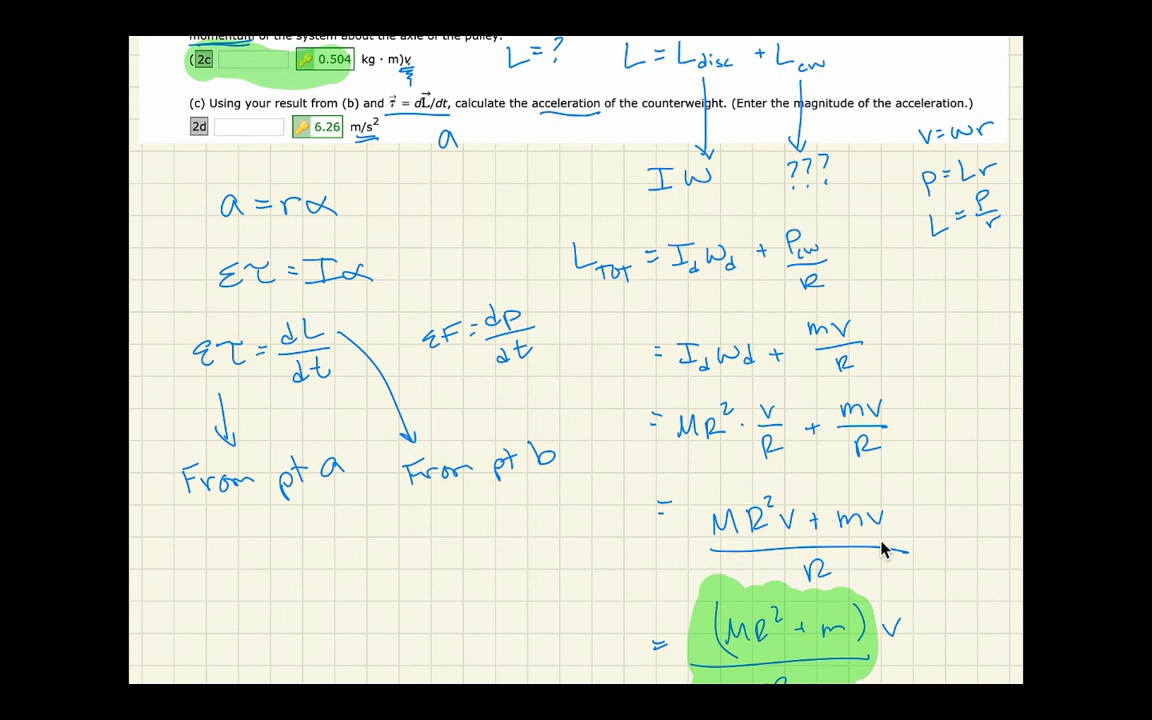 momentum of the system about the axle of the pulley.
(2c 0.504 kg · m)v
L = ? L = L_disc + L_cw
(c) Using your result from (b) and τ⃗ = dL⃗/dt, calculate the acceleration of the counterweight. (Enter the magnitude of the acceleration.)
2d 6.26 m/s²
a
v = ωr
Iω ???
p = Lr
L = p/r
a = rα
L_TOT = I_d ω_d + P_cw/R
Στ = Iα
Στ = dL/dt ΣF = dp/dt
= I_d ω_d + mv/R
= MR² · v/R + mv/R
From pt a From pt b
= MR²v + mv
R
= (MR² + m) v